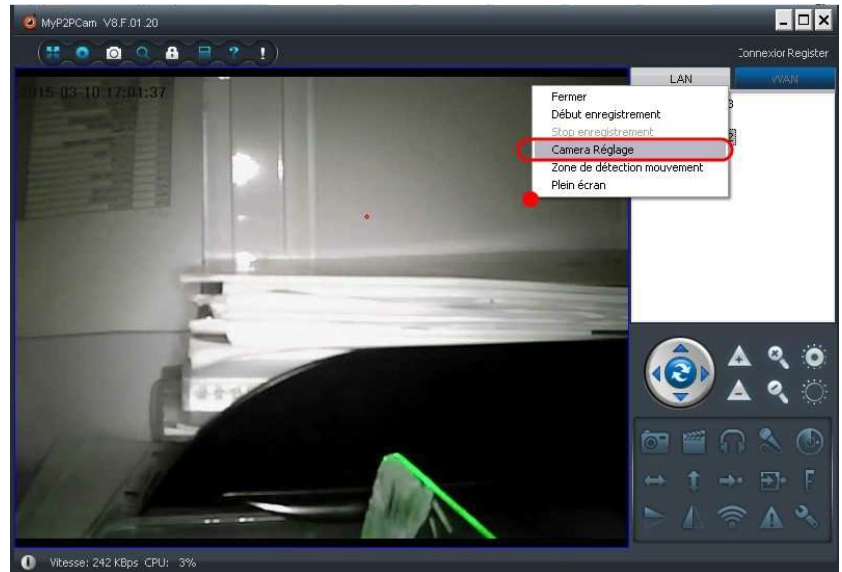 MyP2PCam V8.F.01.20
Register
LAN
WAN
2015-03-10 17:01:37
Fermer
Début enregistrement
Stop enregistrement
Camera Réglage
Zone de détection mouvement
Plein écran
Vitesse: 242 KBps CPU: 3%